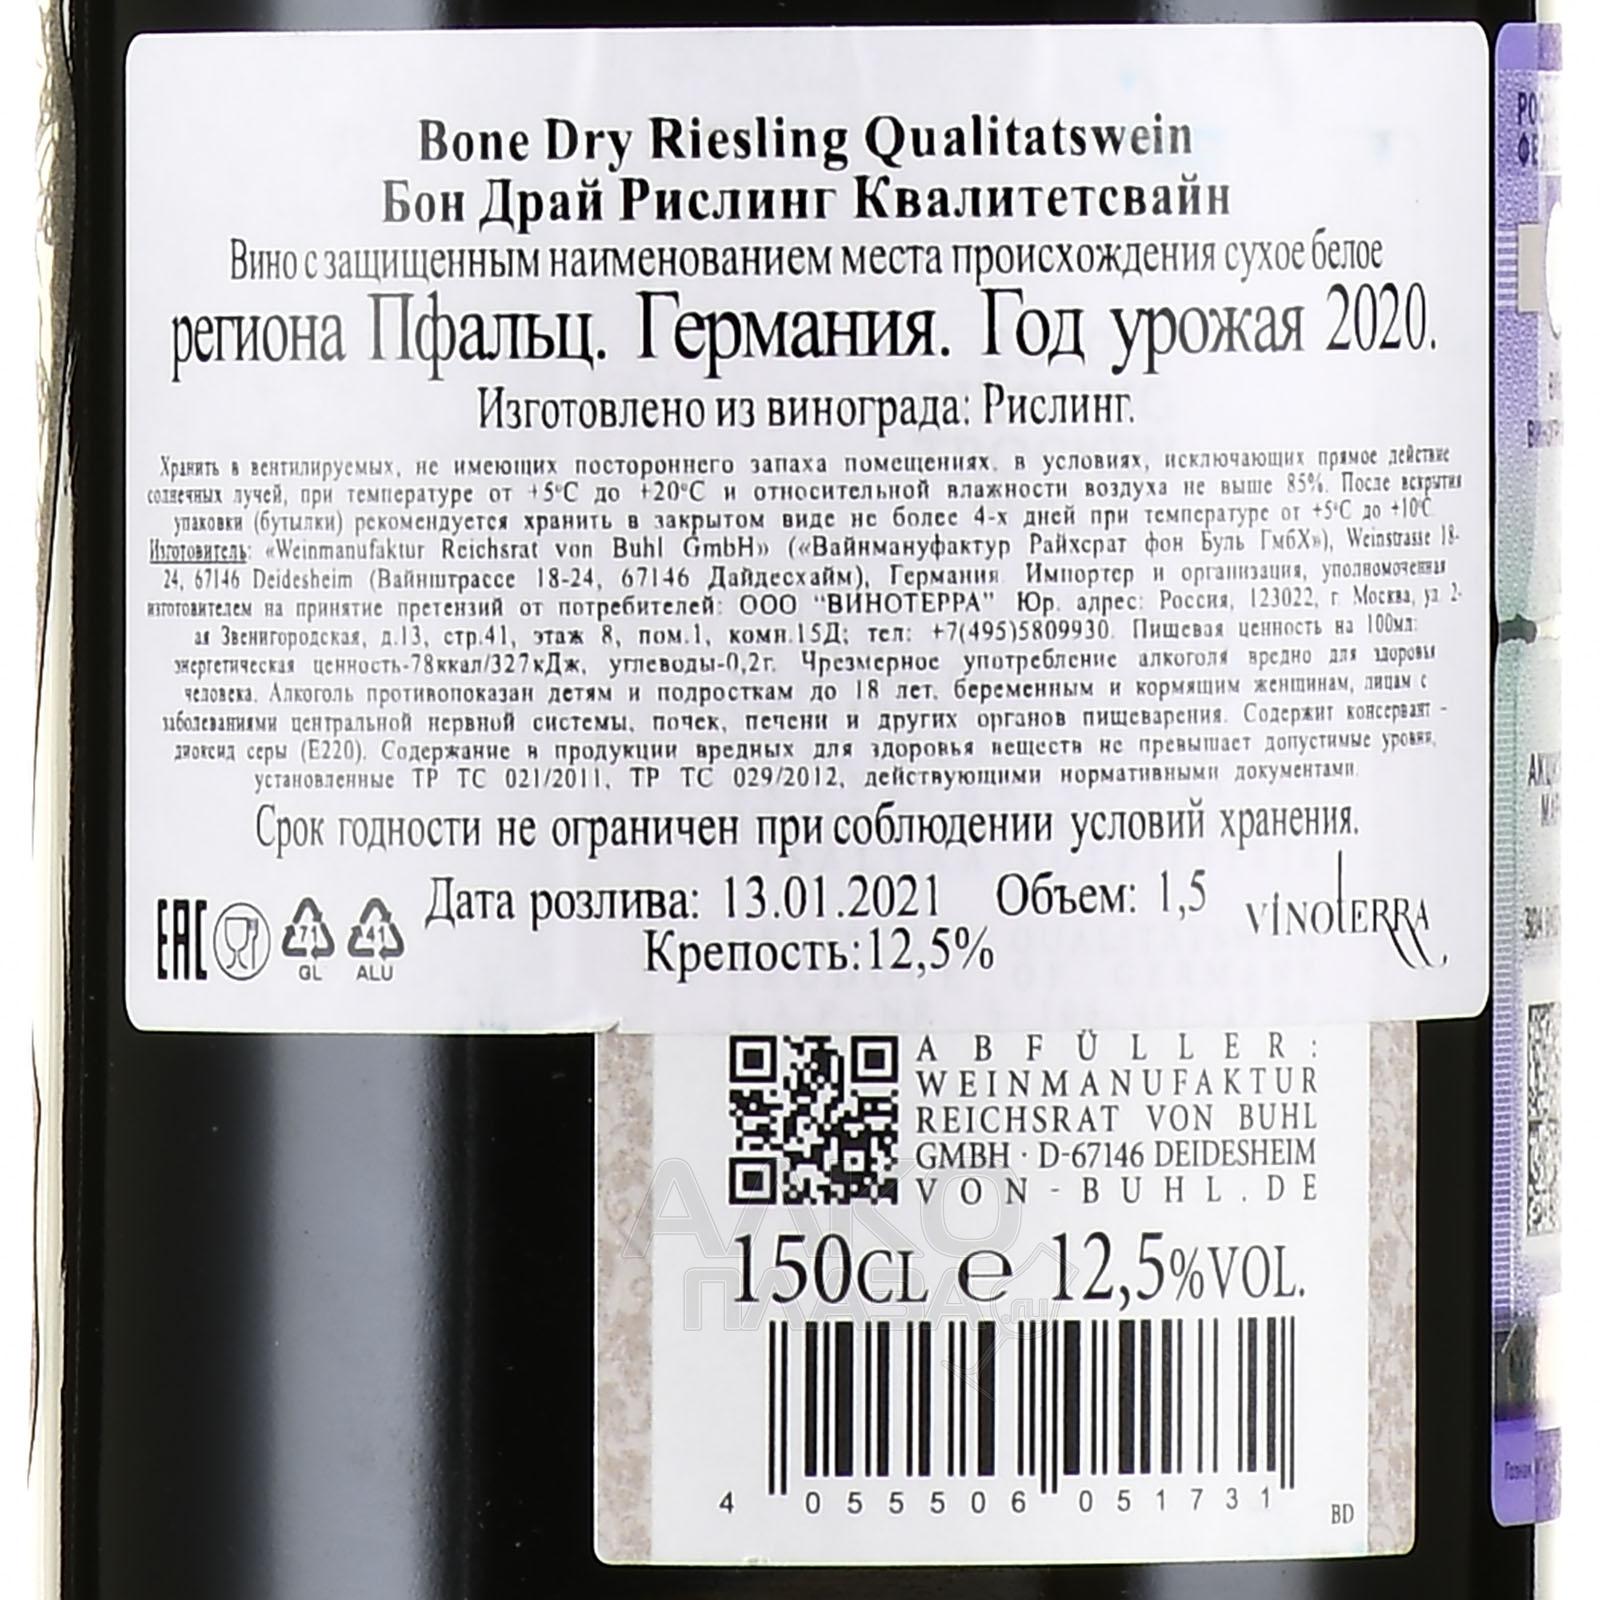 Bone Dry Riesling Qualitatswein
Бон Драй Рислинг Квалитетсвайн
Вино с защищенным наименованием места происхождения сухое белое
региона Пфальц. Германия. Год урожая 2020.
Изготовлено из винограда: Рислинг.
Хранить в вентилируемых, не имеющих постороннего запаха помещениях, в условиях, исключающих прямое действие
солнечных лучей, при температуре от +5°C до +20°C и относительной влажности воздуха не выше 85%. После вскрытия
упаковки (бутылки) рекомендуется хранить в закрытом виде не более 4-х дней при температуре от +5°C до +10°C
Изготовитель: «Weinmanufaktur Reichsrat von Buhl GmbH» («Вайнмануфактур Райхсрат фон Буль ГмбХ»), Weinstrasse 18-
24, 67146 Deidesheim (Вайнштрассе 18-24, 67146 Дайдесхайм), Германия. Импортер и организация, уполномоченная
изготовителем на принятие претензий от потребителей: ООО "ВИНОТЕРРА" Юр. адрес: Россия, 123022, г. Москва, ул. 2-
ая Звенигородская, д.13, стр.41, этаж 8, пом.1, комн.15Д; тел: +7(495)5809930. Пищевая ценность на 100мл:
энергетическая ценность-78ккал/327кДж, углеводы-0,2г. Чрезмерное употребление алкоголя вредно для здоровья
человека. Алкоголь противопоказан детям и подросткам до 18 лет, беременным и кормящим женщинам, лицам с
заболеваниями центральной нервной системы, почек, печени и других органов пищеварения. Содержит консервант -
диоксид серы (Е220). Содержание в продукции вредных для здоровья веществ не превышает допустимые уровни,
установленные ТР ТС 021/2011, ТР ТС 029/2012, действующими нормативными документами.
Срок годности не ограничен при соблюдении условий хранения.
EAC 71 GL 41 ALU Дата розлива: 13.01.2021 Объем: 1,5 VINOTERRA
Крепость:12,5%
ABFÜLLER:
WEINMANUFAKTUR
REICHSRAT VON BUHL
GMBH · D-67146 DEIDESHEIM
VON-BUHL.DE
АЛКО
ПЛАЗА.ru
150CL ℮ 12,5%VOL.
4 055506 051731
BD